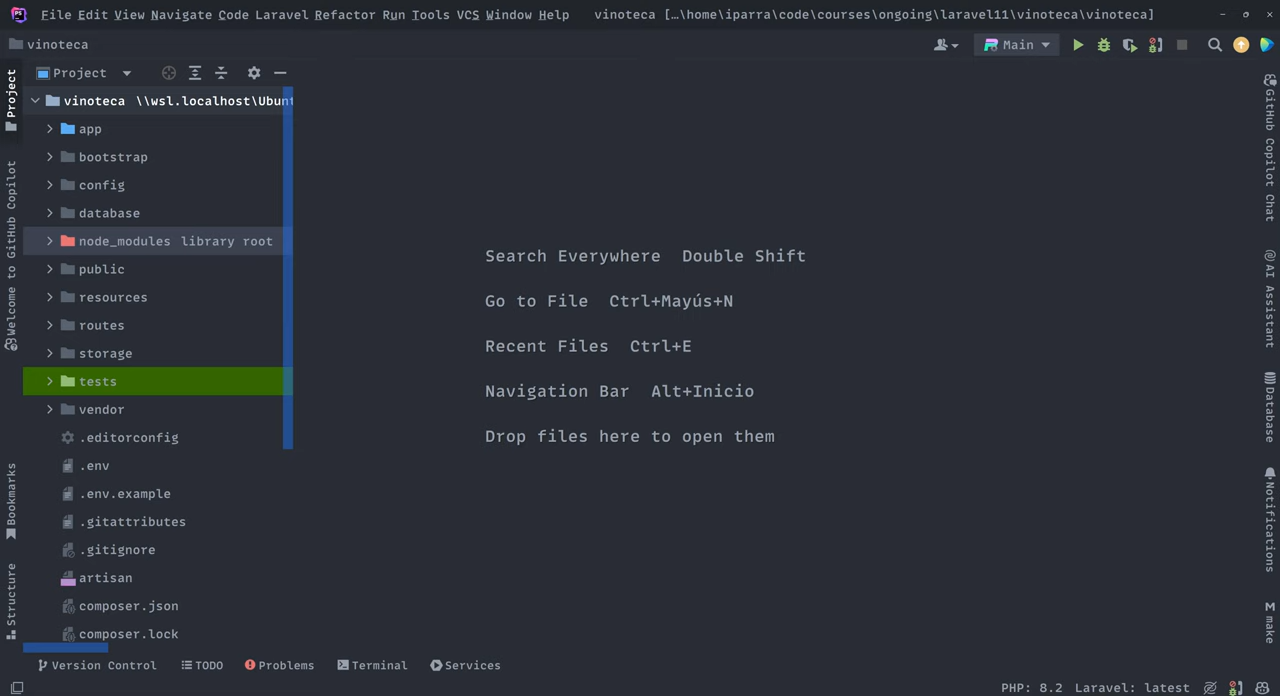 PS File Edit View Navigate Code Laravel Refactor Run Tools VCS Window Help vinoteca […\home\iparra\code\courses\ongoing\laravel11\vinoteca\vinoteca]
vinoteca
Main
Project
vinoteca \\wsl.localhost\Ubunt
app
bootstrap
config
database
node_modules library root
public
resources
routes
storage
tests
vendor
.editorconfig
.env
.env.example
.gitattributes
.gitignore
artisan
composer.json
composer.lock
Project
Welcome to GitHub Copilot
Bookmarks
Structure
Search Everywhere Double Shift
Go to File Ctrl+Mayús+N
Recent Files Ctrl+E
Navigation Bar Alt+Inicio
Drop files here to open them
GitHub Copilot Chat
AI Assistant
Database
Notifications
M make
Version Control TODO Problems Terminal Services
PHP: 8.2 Laravel: latest